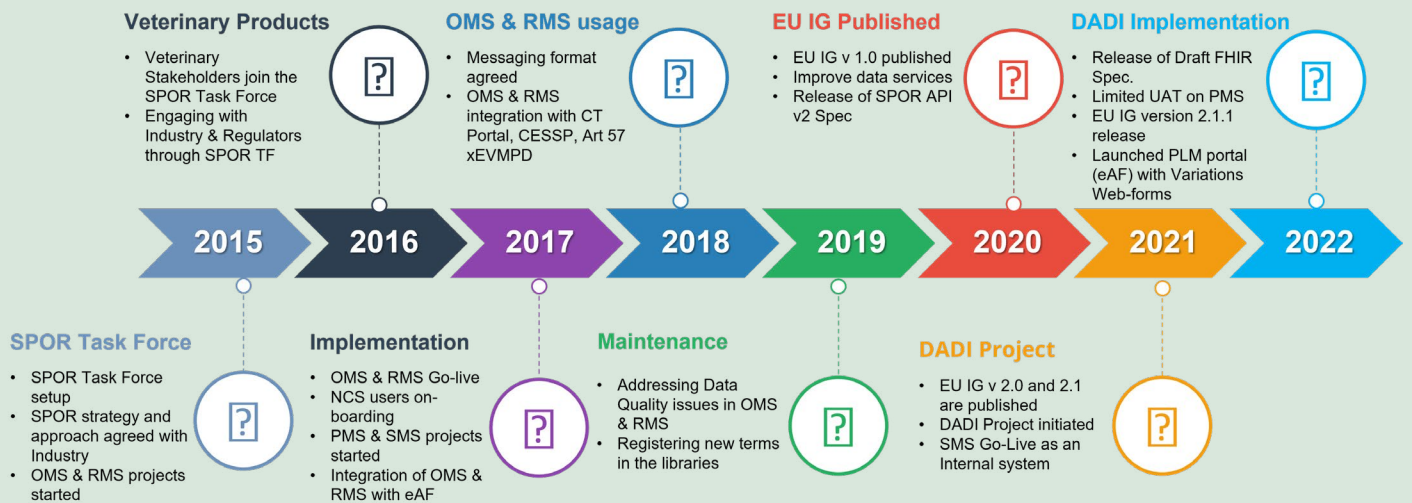 Veterinary Products
• Veterinary
Stakeholders join the
SPOR Task Force
• Engaging with
Industry & Regulators
through SPOR TF
OMS & RMS usage
• Messaging format
agreed
• OMS & RMS
integration with CT
Portal, CESSP, Art 57
xEVMPD
EU IG Published
• EU IG v 1.0 published
• Improve data services
• Release of SPOR API
v2 Spec
DADI Implementation
• Release of Draft FHIR
Spec.
• Limited UAT on PMS
• EU IG version 2.1.1
release
• Launched PLM portal
(eAF) with Variations
Web-forms
2015
2016
2017
2018
2019
2020
2021
2022
SPOR Task Force
• SPOR Task Force
setup
• SPOR strategy and
approach agreed with
Industry
• OMS & RMS projects
started
Implementation
• OMS & RMS Go-live
• NCS users on-
boarding
• PMS & SMS projects
started
• Integration of OMS &
RMS with eAF
Maintenance
• Addressing Data
Quality issues in OMS
& RMS
• Registering new terms
in the libraries
DADI Project
• EU IG v 2.0 and 2.1
are published
• DADI Project initiated
• SMS Go-Live as an
Internal system